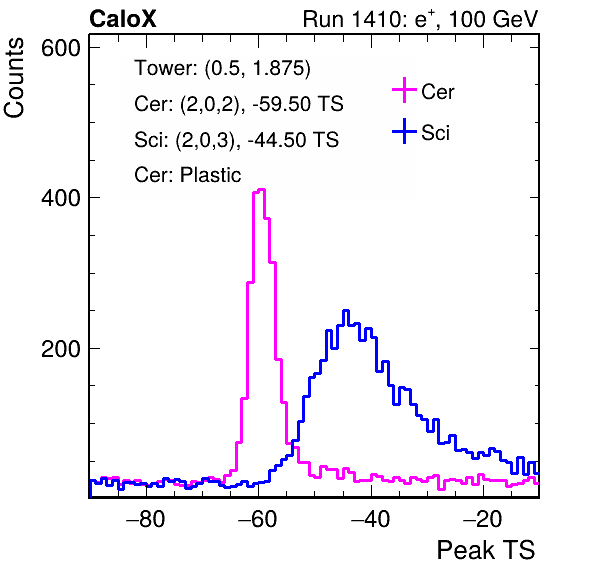 CaloX Run 1410: e⁺, 100 GeV
Counts
600
400
200
Tower: (0.5, 1.875)
Cer: (2,0,2), -59.50 TS
Sci: (2,0,3), -44.50 TS
Cer: Plastic
Cer
Sci
−80 −60 −40 −20
Peak TS